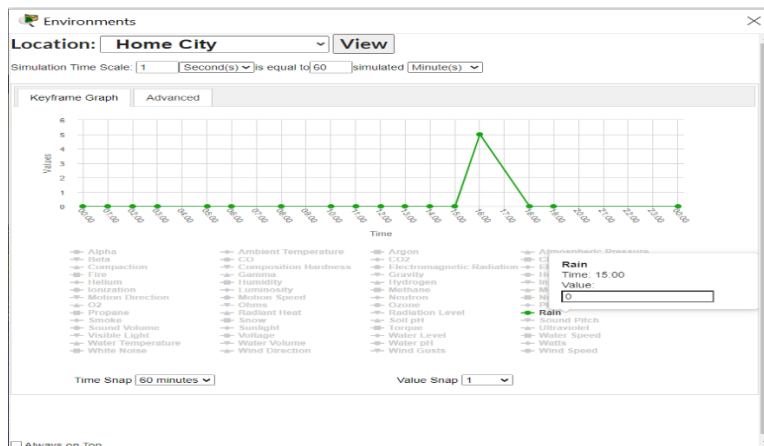 Environments
Location: Home City View
Simulation Time Scale: 1 Second(s) is equal to 60 simulated Minute(s)
Keyframe Graph Advanced
6
5
4
3
2
1
0
Values
00:00 01:00 02:00 03:00 04:00 05:00 06:00 07:00 08:00 09:00 10:00 11:00 12:00 13:00 14:00 15:00 16:00 17:00 18:00 19:00 20:00 21:00 22:00 23:00 00:00
Time
Alpha Ambient Temperature Argon Atmospheric Pressure
Beta CO CO2
Compaction Composition Hardness Electromagnetic Radiation
Fire Gamma Gravity
Helium Humidity Hydrogen
Ionization Luminosity Methane
Motion Direction Motion Speed Neutron
O2 Ohms Ozone
Propane Radiant Heat Radiation Level Rain
Smoke Snow Soil pH Sound Pitch
Sound Volume Sunlight Torque Ultraviolet
Visible Light Voltage Water Level Water Speed
Water Temperature Water Volume Water pH Watts
White Noise Wind Direction Wind Gusts Wind Speed
Rain
Time: 15.00
Value:
0
Time Snap 60 minutes Value Snap 1
Always on Top